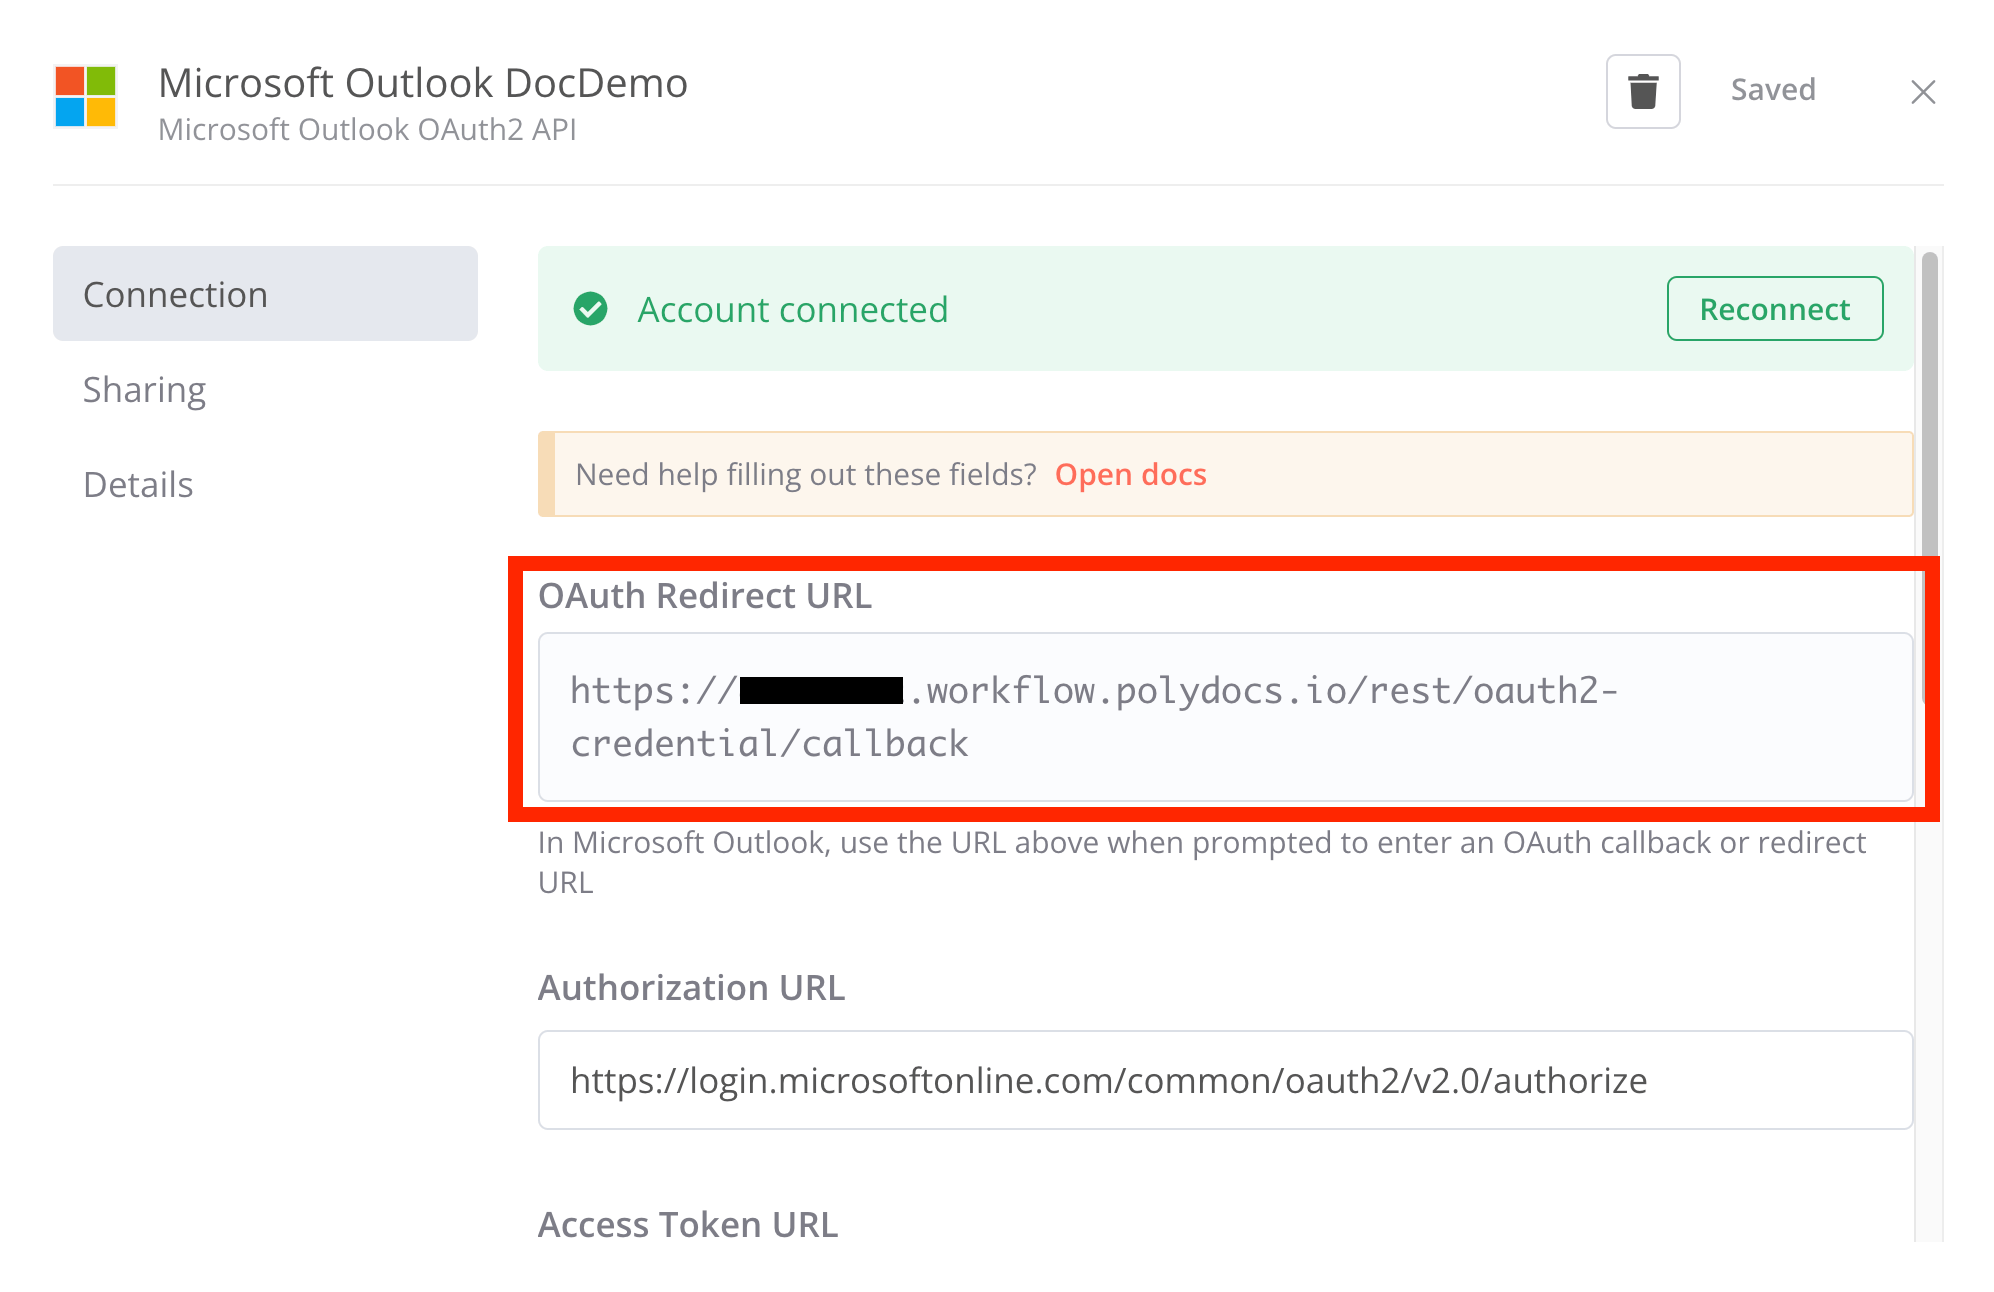 Microsoft Outlook DocDemo
Microsoft Outlook OAuth2 API
Saved
Connection
Sharing
Details
Account connected
Reconnect
Need help filling out these fields? Open docs
OAuth Redirect URL
https://.workflow.polydocs.io/rest/oauth2-
credential/callback
In Microsoft Outlook, use the URL above when prompted to enter an OAuth callback or redirect
URL
Authorization URL
https://login.microsoftonline.com/common/oauth2/v2.0/authorize
Access Token URL